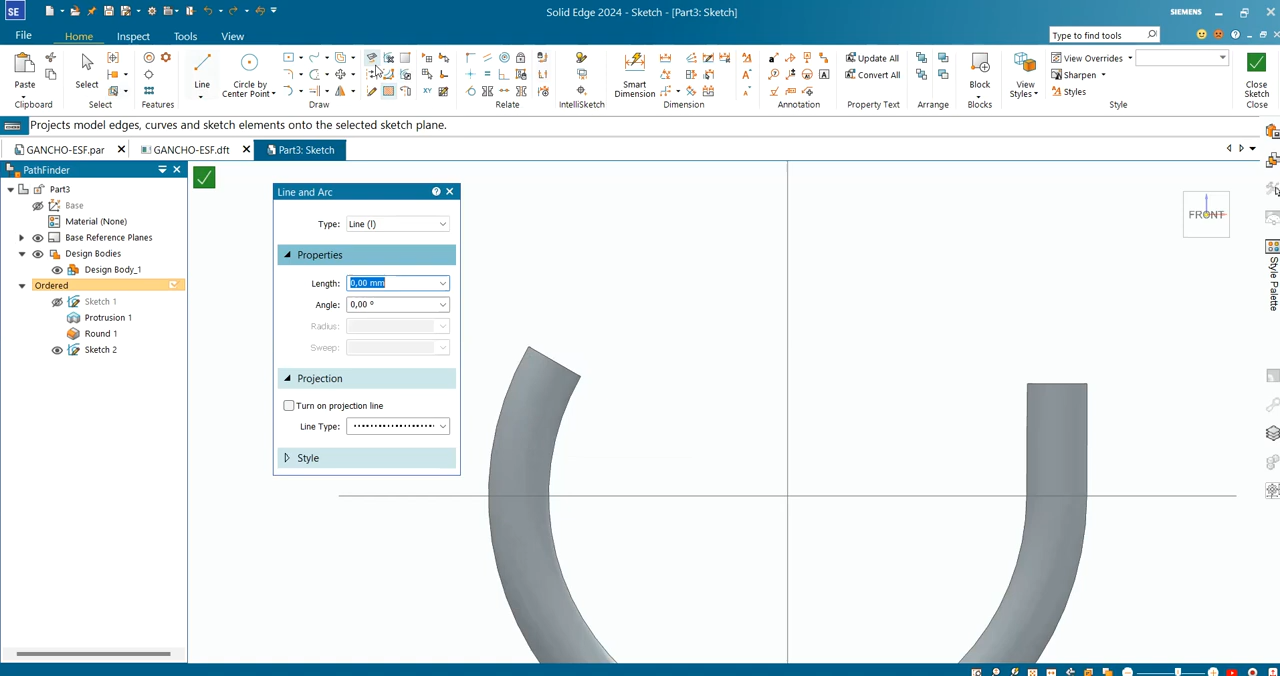 SE
Solid Edge 2024 - Sketch - [Part3: Sketch]
SIEMENS
File Home Inspect Tools View
Type to find tools
Paste
Clipboard
Select
Select
Features
Line
Circle by Center Point
Draw
Relate
IntelliSketch
Smart Dimension
Dimension
Annotation
Update All
Convert All
Property Text
Arrange
Block
Blocks
View Styles
View Overrides
Sharpen
Styles
Style
Close Sketch
Close
Projects model edges, curves and sketch elements onto the selected sketch plane.
GANCHO-ESF.par
GANCHO-ESF.dft
Part3: Sketch
PathFinder
Part3
Base
Material (None)
Base Reference Planes
Design Bodies
Design Body_1
Ordered
Sketch 1
Protrusion 1
Round 1
Sketch 2
Line and Arc
Type: Line (l)
Properties
Length: 0,00 mm
Angle: 0,00 °
Radius:
Sweep:
Projection
Turn on projection line
Line Type:
Style
FRONT
Style Palette